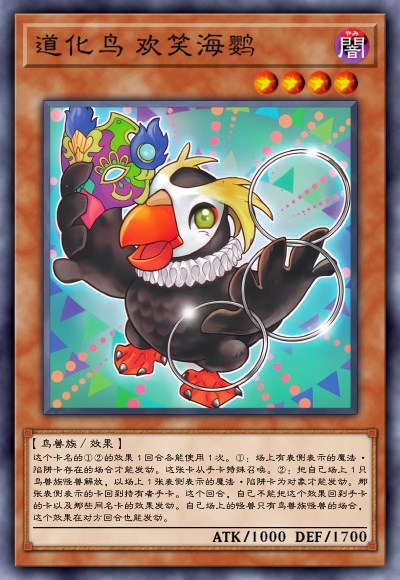 道化鸟 欢笑海鹦
やみ
闇
【鸟兽族／效果】
这个卡名的①②的效果1回合各能使用1次。①：场上有表侧表示的魔法・
陷阱卡存在的场合才能发动。这张卡从手卡特殊召唤。②：把自己场上1只
鸟兽族怪兽解放，以场上1张表侧表示的魔法・陷阱卡为对象才能发动。那
张表侧表示的卡回到持有者手卡。这个回合，自己不能把这个效果回到手卡
的卡以及那些同名卡的效果发动。自己场上的怪兽只有鸟兽族怪兽的场合，
这个效果在对方回合也能发动。
ATK/1000 DEF/1700